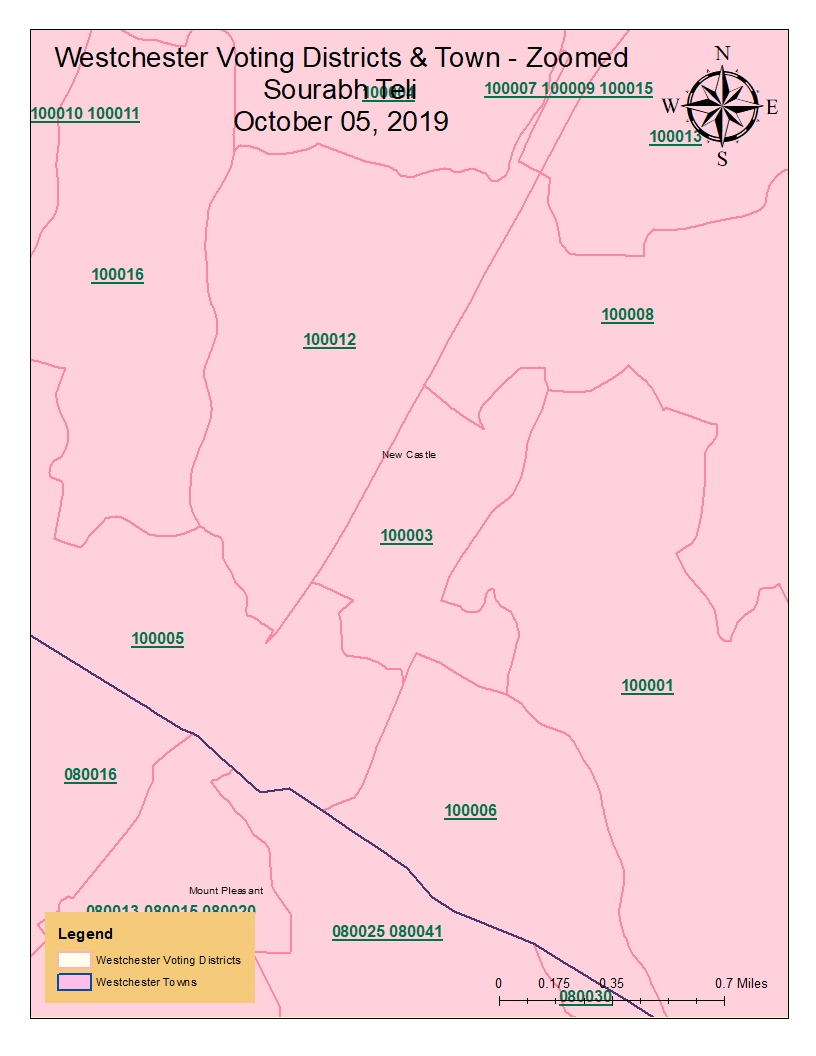 Westchester Voting Districts & Town - Zoomed
Sourabh Teli
October 05, 2019
100004
100007 100009 100015
100010 100011
100013
N
W
E
S
100016
100008
100012
New Castle
100003
100005
100001
080016
100006
Mount Pleasant
080013 080015 080020
080025 080041
Legend
Westchester Voting Districts
Westchester Towns
0 0.175 0.35 0.7 Miles
080030